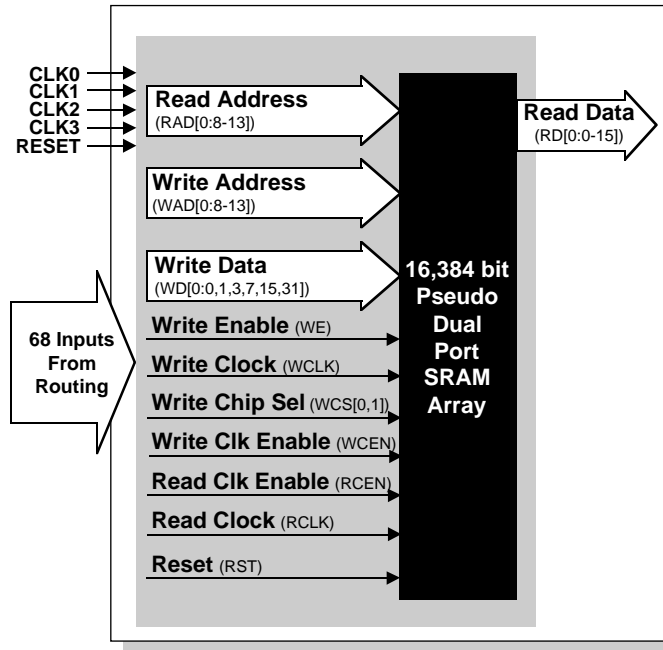 CLK0
CLK1
CLK2
CLK3
RESET
Read Address
(RAD[0:8-13])
Read Data
(RD[0:0-15])
Write Address
(WAD[0:8-13])
Write Data
(WD[0:0,1,3,7,15,31])
16,384 bit
Pseudo
Dual
Port
SRAM
Array
68 Inputs
From
Routing
Write Enable (WE)
Write Clock (WCLK)
Write Chip Sel (WCS[0,1])
Write Clk Enable (WCEN)
Read Clk Enable (RCEN)
Read Clock (RCLK)
Reset (RST)